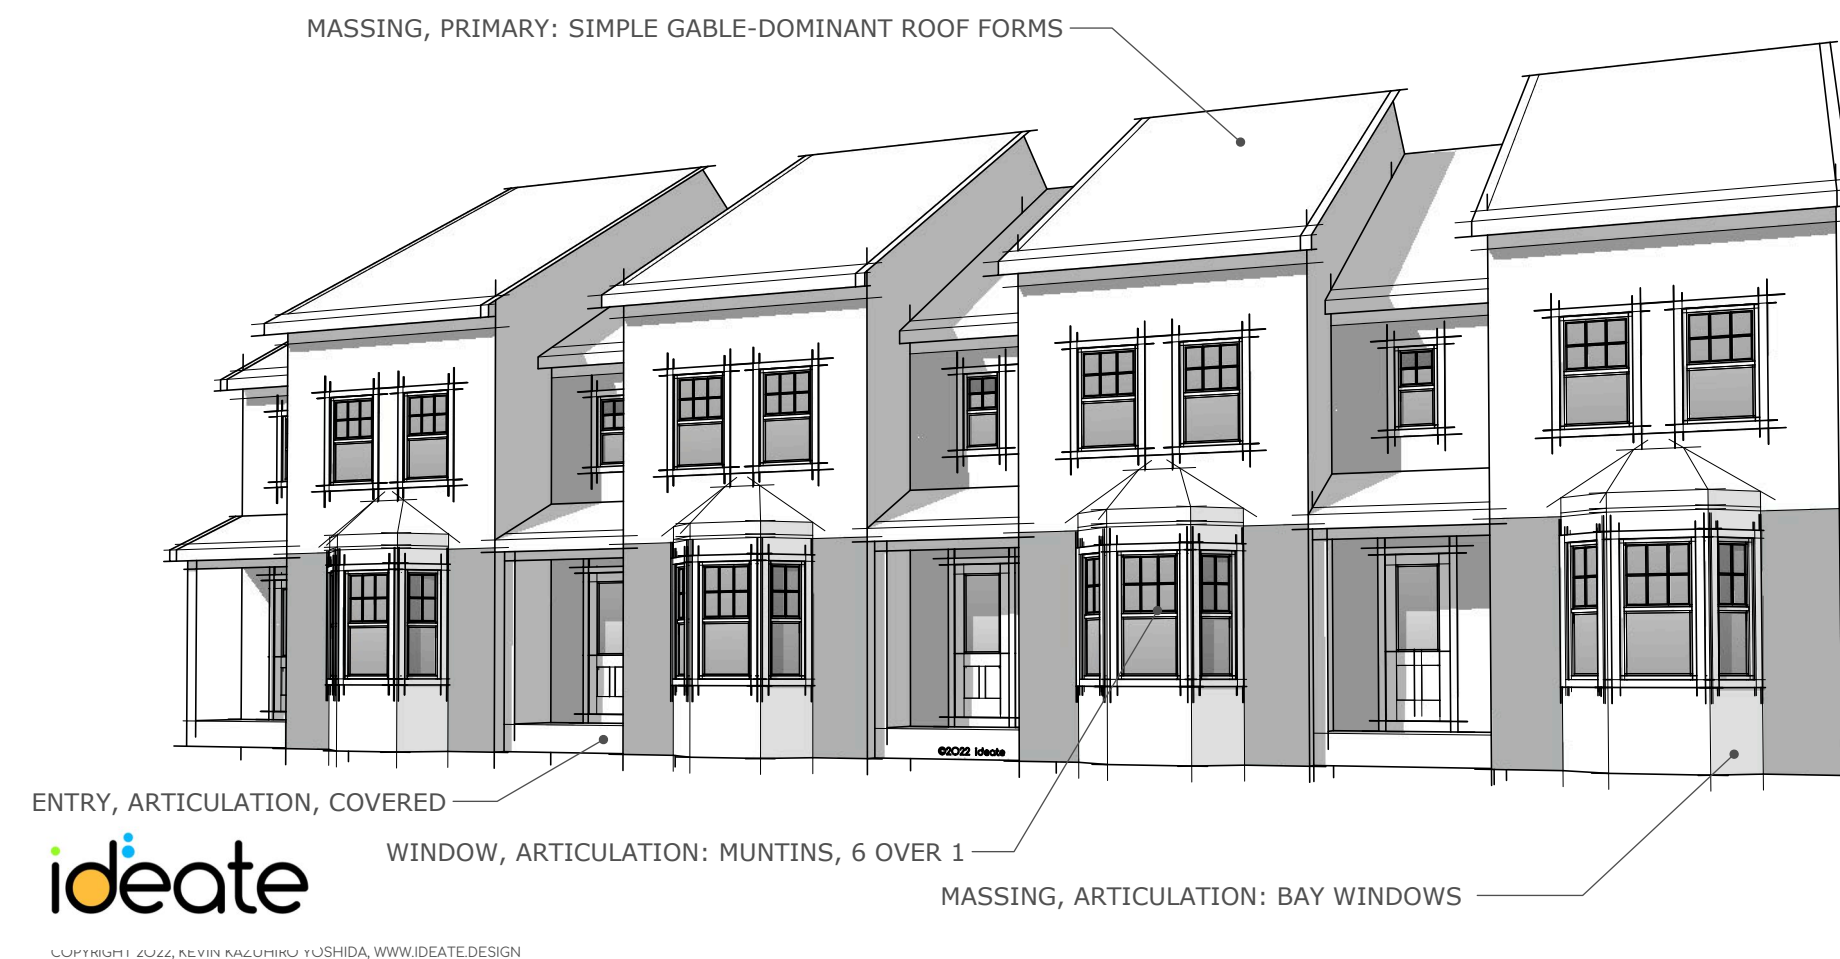 MASSING, PRIMARY: SIMPLE GABLE-DOMINANT ROOF FORMS
©2022 ideate
ENTRY, ARTICULATION, COVERED
WINDOW, ARTICULATION: MUNTINS, 6 OVER 1
MASSING, ARTICULATION: BAY WINDOWS
ideate
COPYRIGHT 2022, KEVIN KAZUHIRO YOSHIDA, WWW.IDEATE.DESIGN